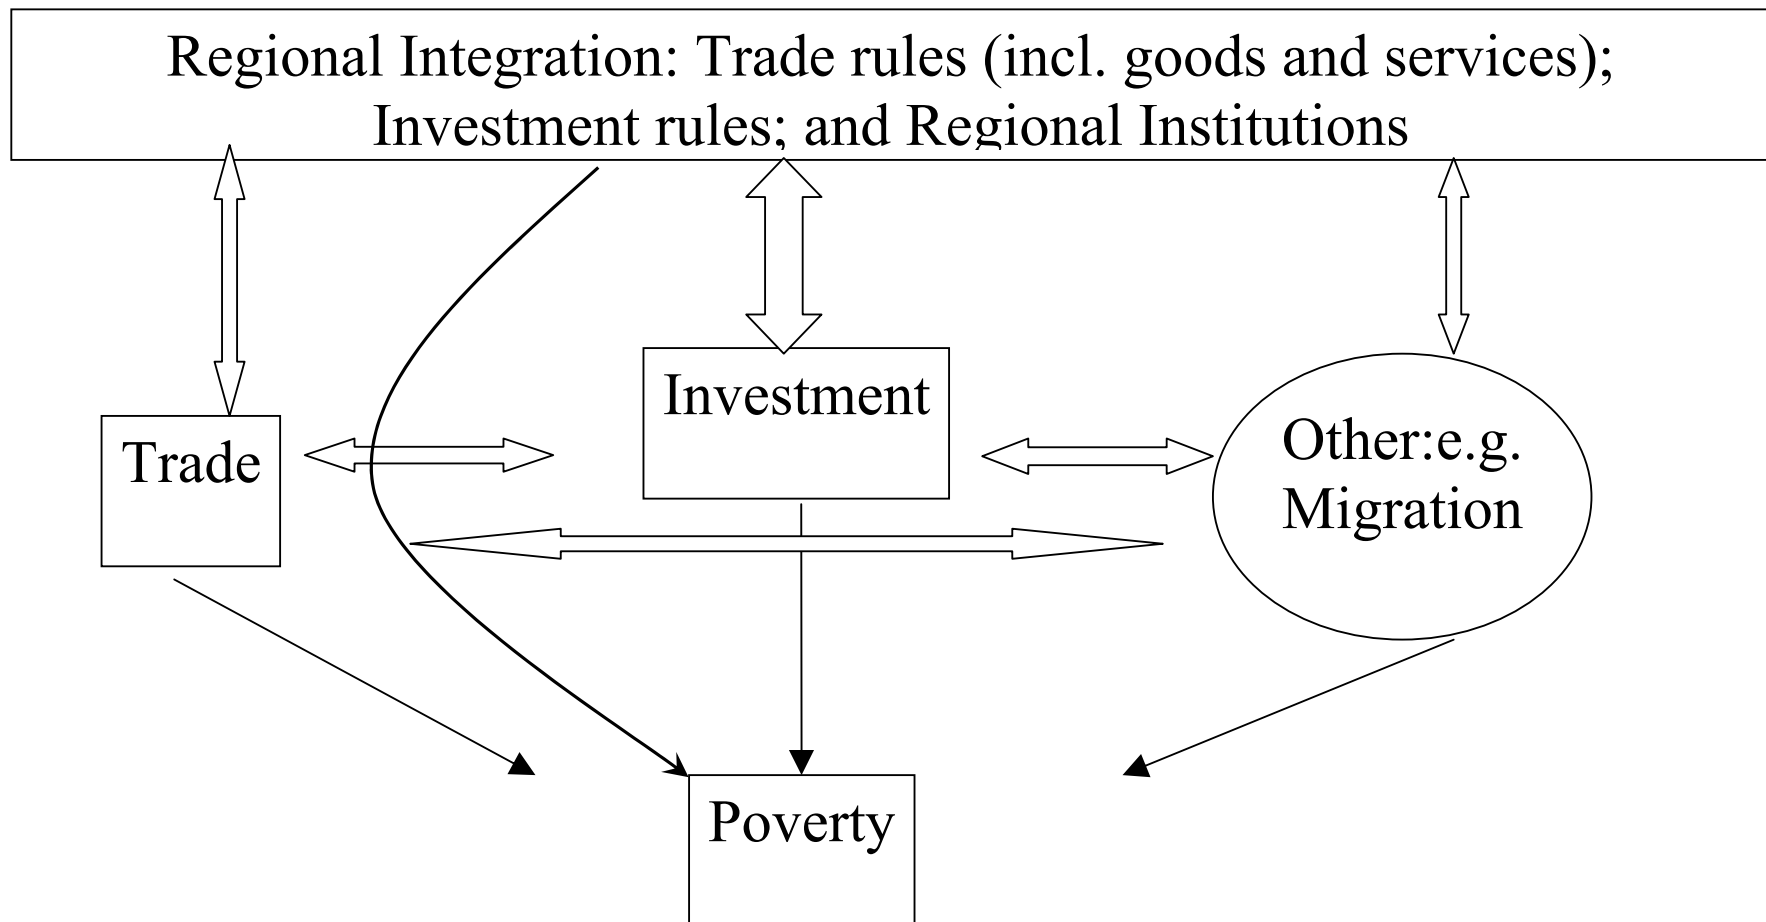 Regional Integration: Trade rules (incl. goods and services);
Investment rules; and Regional Institutions
Investment
Trade
Other:e.g.
Migration
Poverty